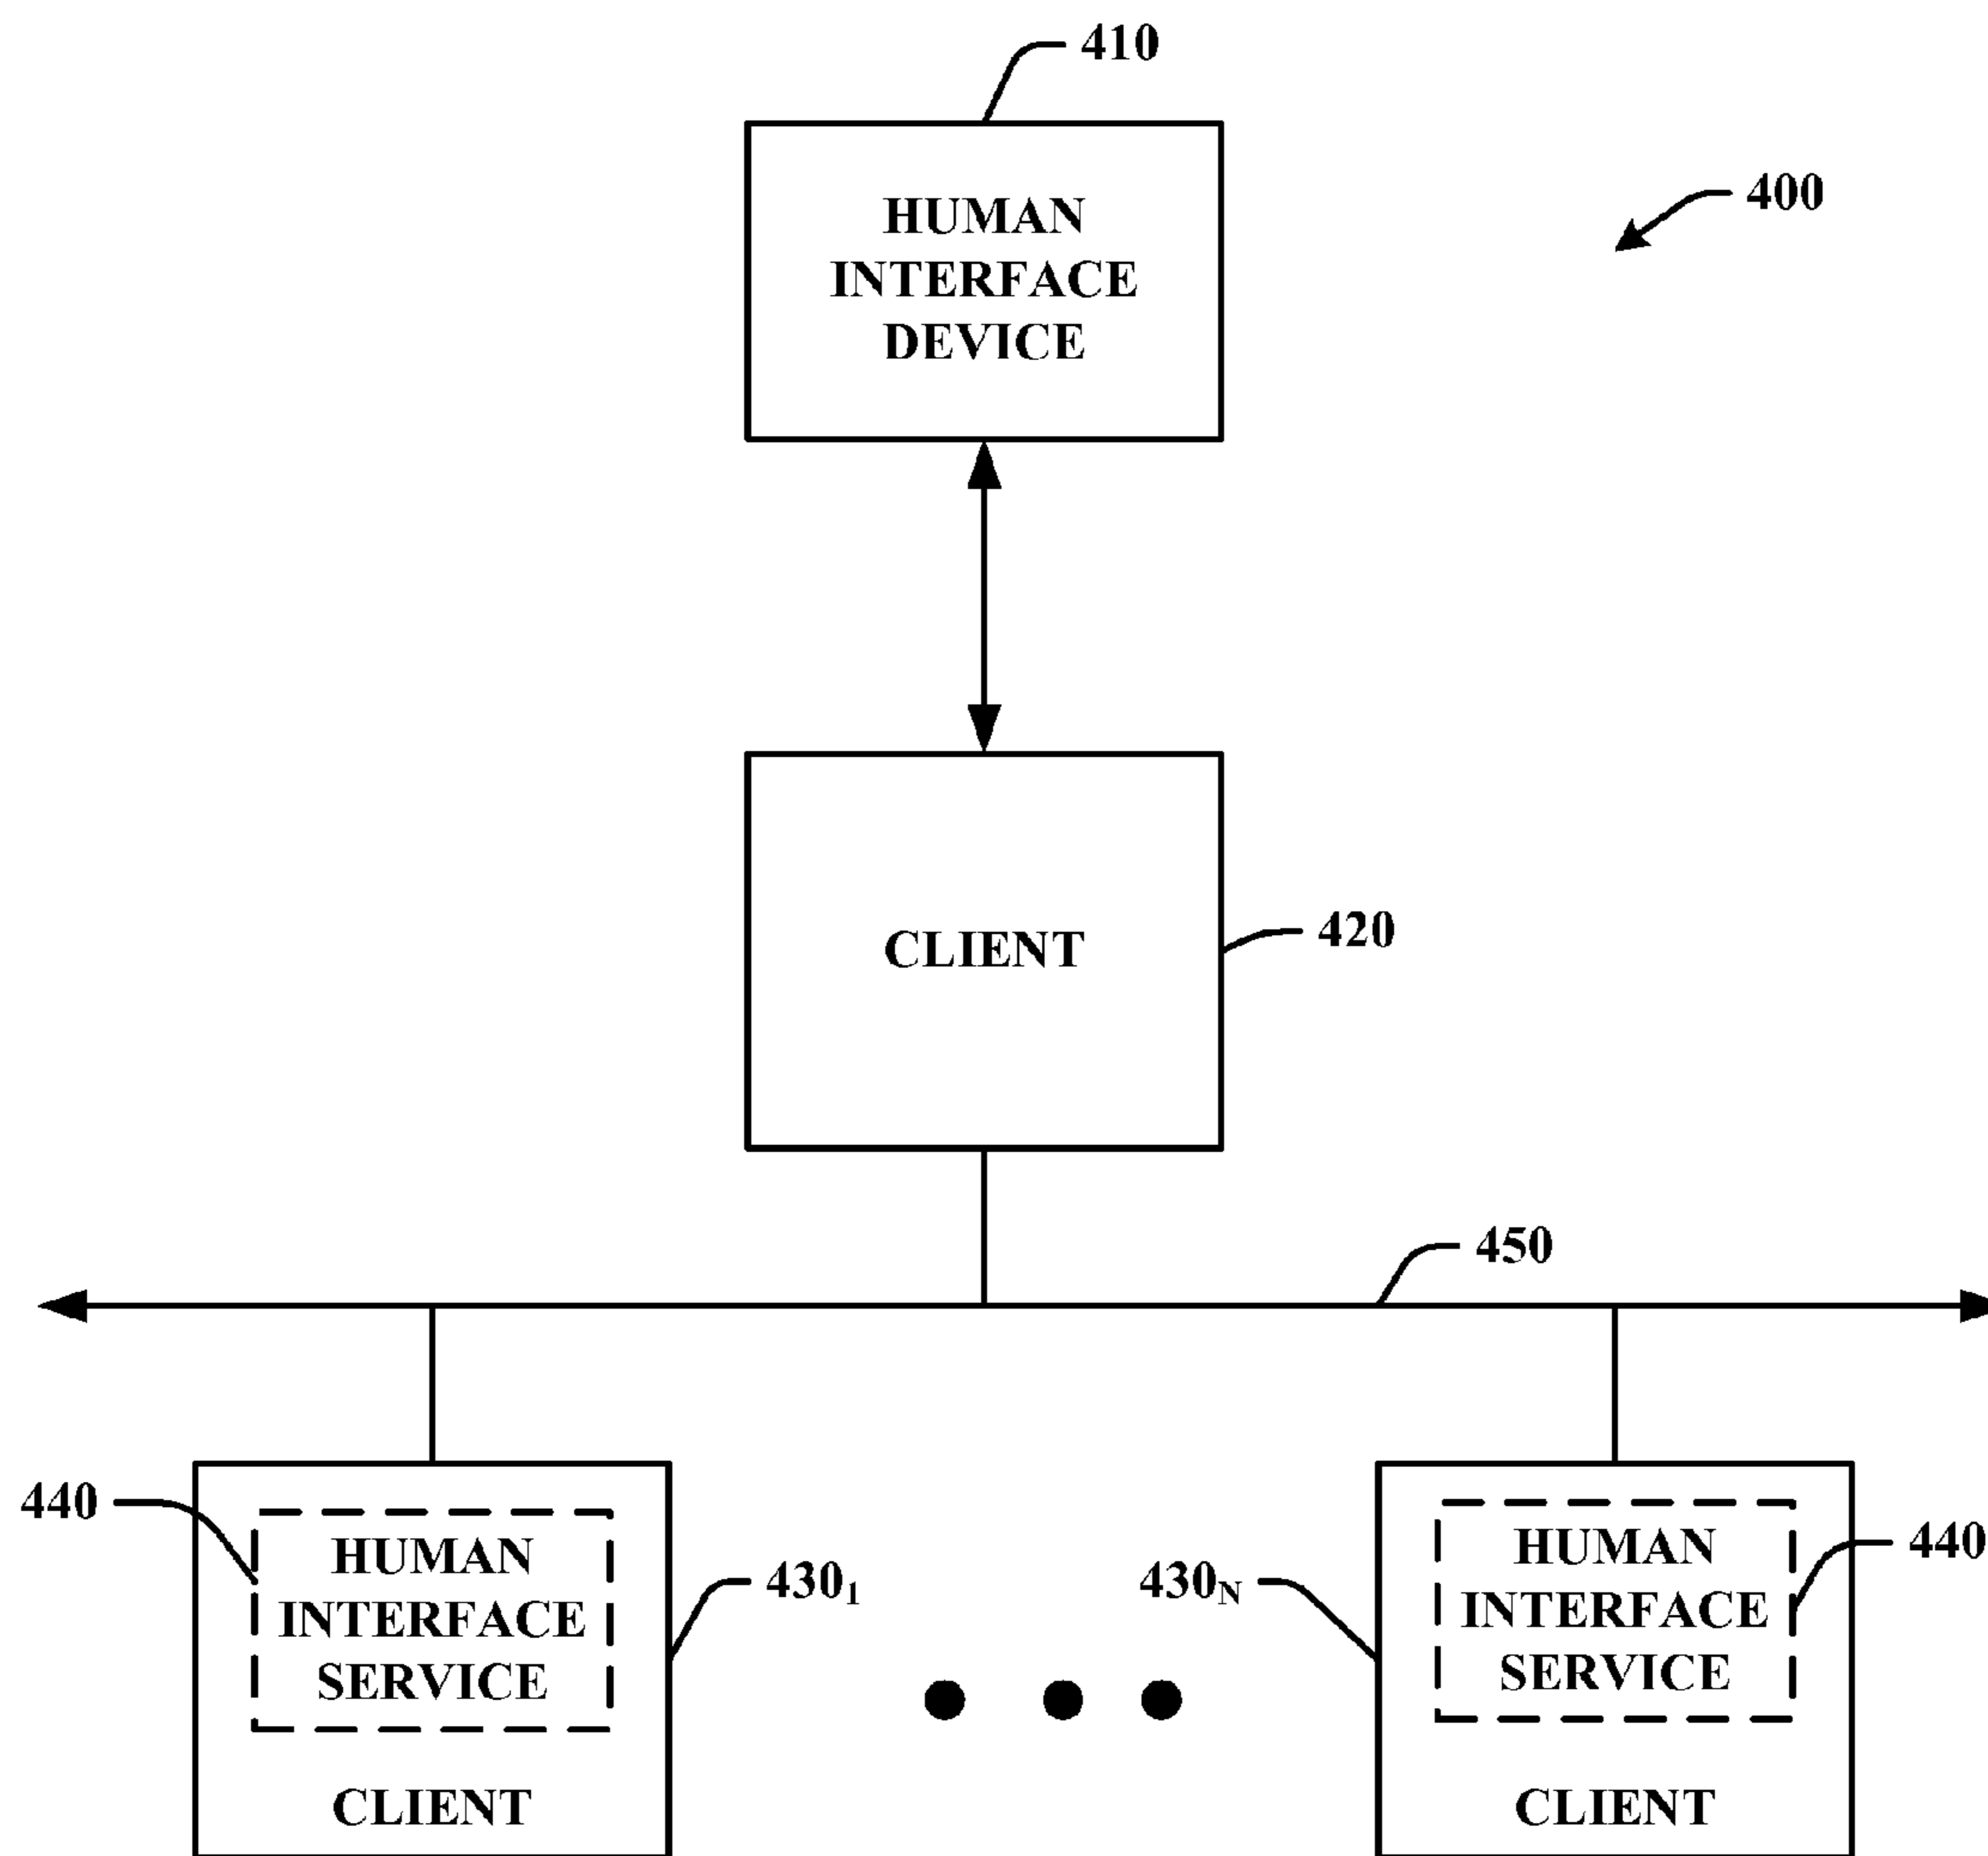 410
400
HUMAN
INTERFACE
DEVICE
CLIENT
420
450
440
HUMAN
INTERFACE
SERVICE
CLIENT
430₁
430ₙ
HUMAN
INTERFACE
SERVICE
CLIENT
440